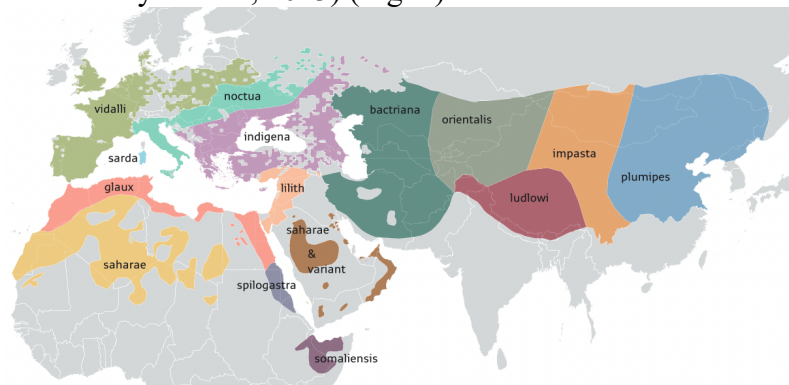 vidalli
noctua
bactriana
orientalis
indigena
impasta
sarda
plumipes
glaux
lilith
ludlowi
saharae
&
variant
saharae
spilogastra
somaliensis